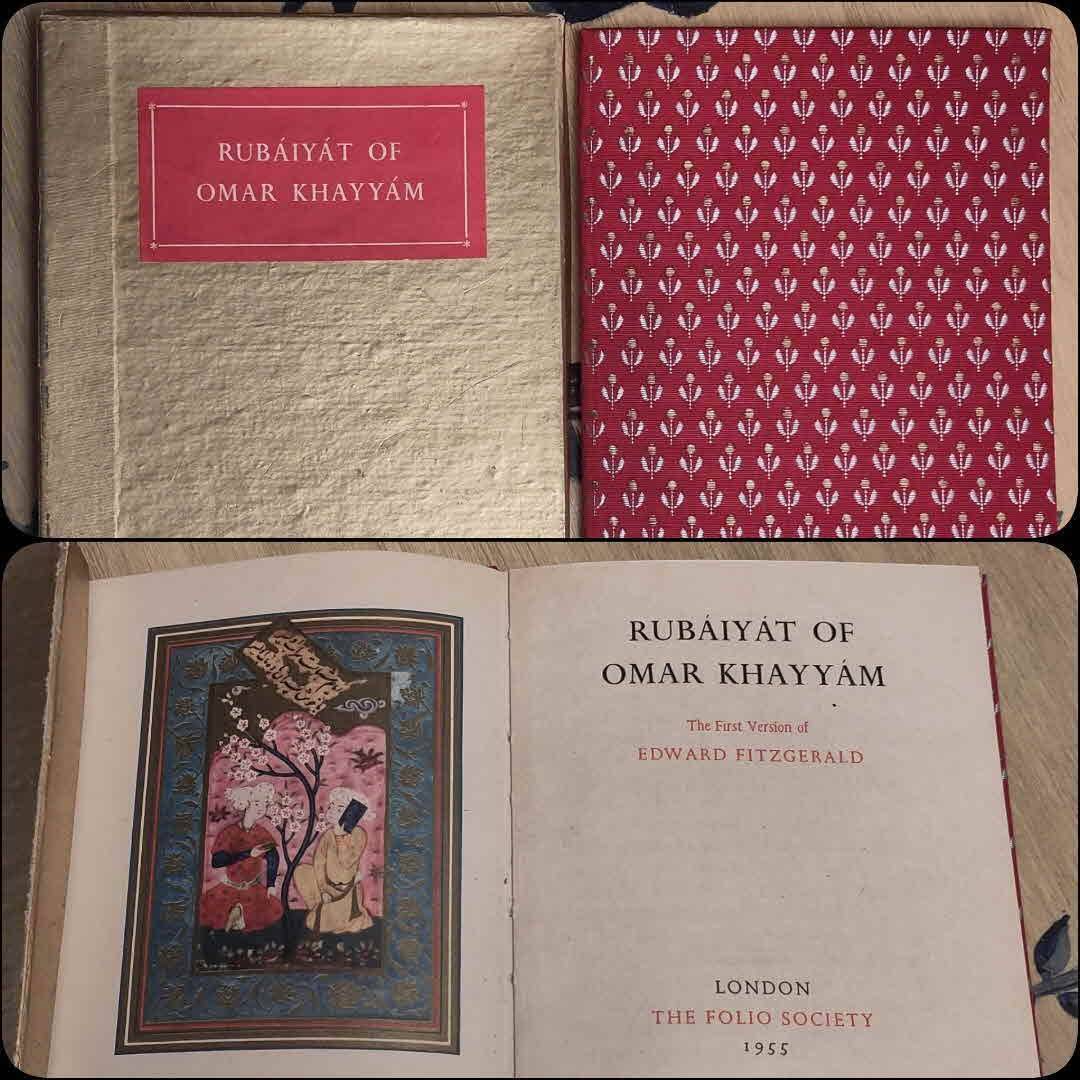 RUBÁIYÁT OF
OMAR KHAYYÁM
RUBÁIYÁT OF
OMAR KHAYYÁM
The First Version of
EDWARD FITZGERALD
LONDON
THE FOLIO SOCIETY
1955